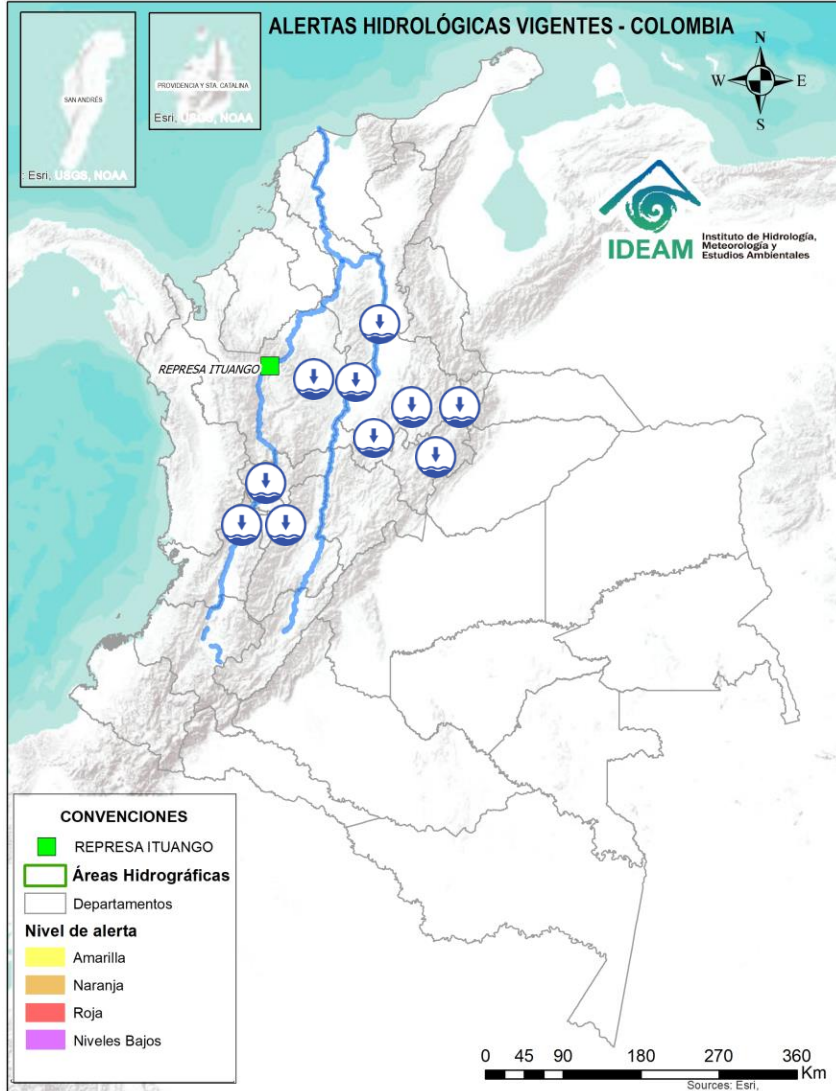 ALERTAS HIDROLÓGICAS VIGENTES - COLOMBIA
N
W
E
S
SAN ANDRÉS
: Esri, USGS, NOAA
PROVIDENCIA Y STA. CATALINA
Esri, USGS, NOAA
IDEAM
Instituto de Hidrología,
Meteorología y
Estudios Ambientales
REPRESA ITUANGO
CONVENCIONES
REPRESA ITUANGO
Áreas Hidrográficas
Departamentos
Nivel de alerta
Amarilla
Naranja
Roja
Niveles Bajos
0 45 90 180 270 360
Km
Sources: Esri,